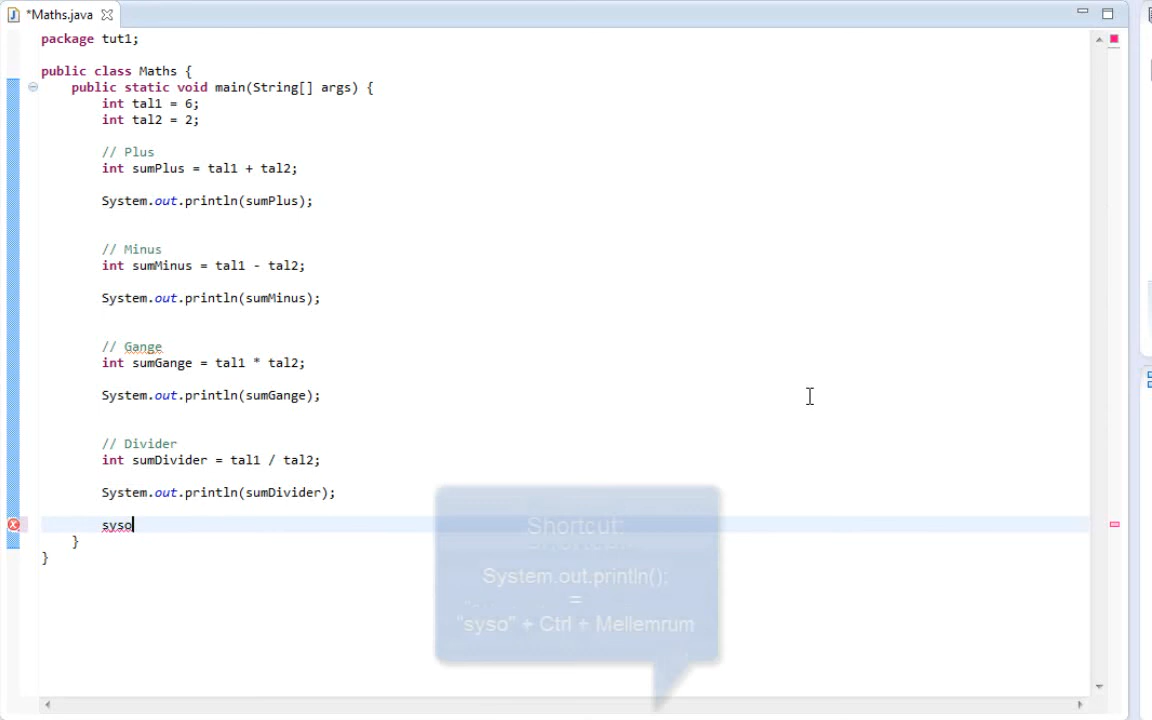 *Maths.java
package tut1;
public class Maths {
public static void main(String[] args) {
int tal1 = 6;
int tal2 = 2;
// Plus
int sumPlus = tal1 + tal2;
System.out.println(sumPlus);
// Minus
int sumMinus = tal1 - tal2;
System.out.println(sumMinus);
// Gange
int sumGange = tal1 * tal2;
System.out.println(sumGange);
// Divider
int sumDivider = tal1 / tal2;
System.out.println(sumDivider);
syso
}
}
Shortcut:
System.out.println();
=
"syso" + Ctrl + Mellemrum